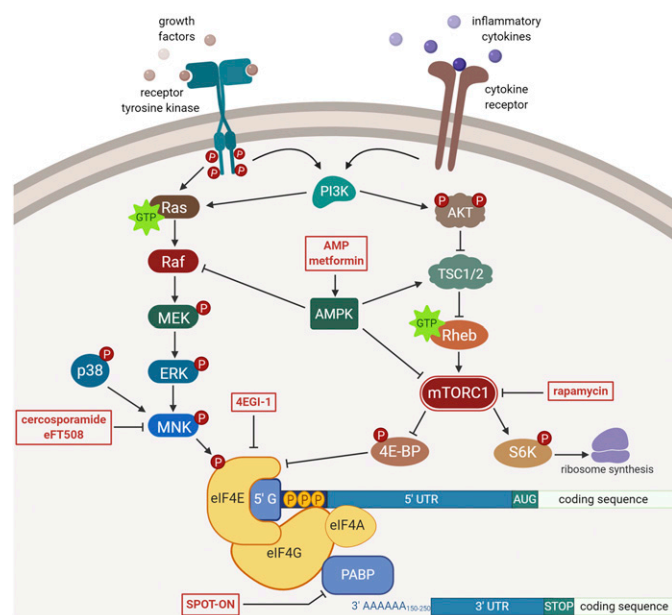 growth
factors
receptor
tyrosine kinase
inflammatory
cytokines
cytokine
receptor
P
P
P
P
PI3K
GTP
Ras
P
P
AKT
AMP
metformin
Raf
TSC1/2
AMPK
MEK
P
GTP
Rheb
p38
P
ERK
P
mTORC1
rapamycin
4EGI-1
cercosporamide
eFT508
MNK
P
P
4E-BP
S6K
P
ribosome synthesis
P
eIF4E
5' G
P
P
P
5' UTR
AUG
coding sequence
eIF4A
eIF4G
PABP
SPOT-ON
3' AAAAAA150-250
3' UTR
STOP
coding sequence